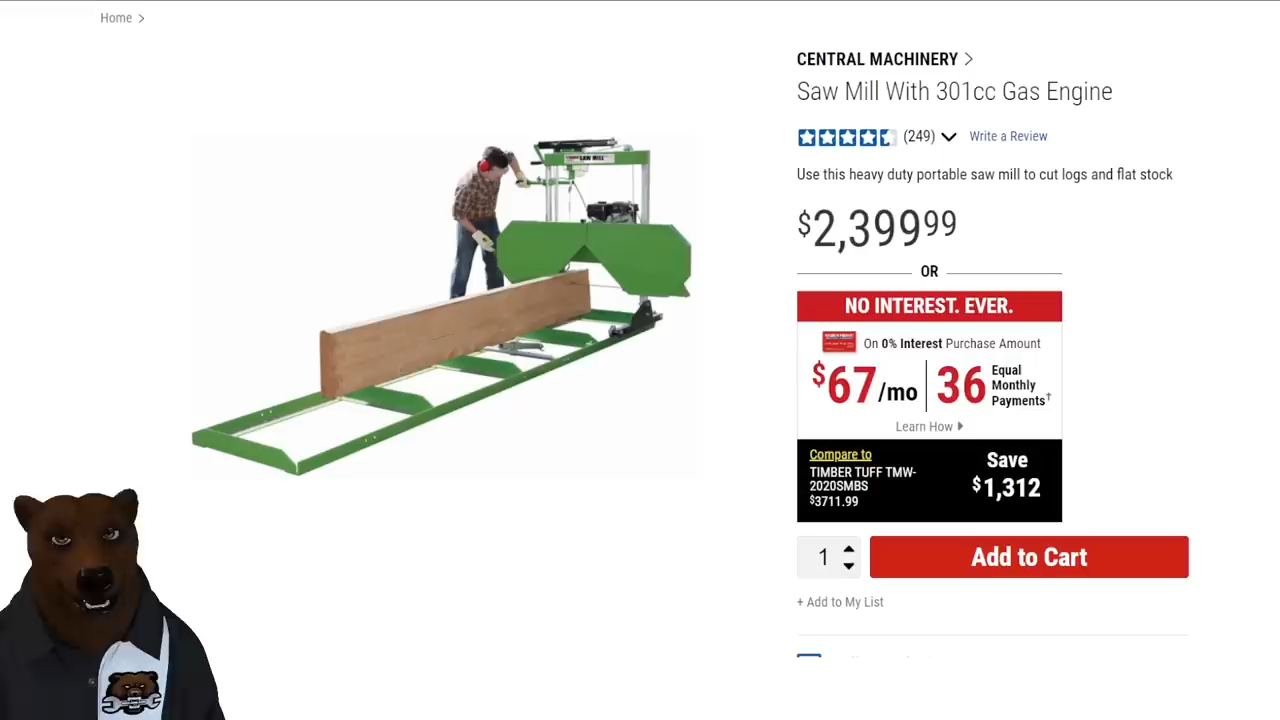 Home >
CENTRAL MACHINERY >
Saw Mill With 301cc Gas Engine
(249)
Write a Review
Use this heavy duty portable saw mill to cut logs and flat stock
$2,399 99
OR
NO INTEREST. EVER.
On 0% Interest Purchase Amount
$67/mo
36
Equal
Monthly
Payments†
Learn How
Compare to
TIMBER TUFF TMW-
2020SMBS
$3711.99
Save
$1,312
1
Add to Cart
+ Add to My List
SAW MILL